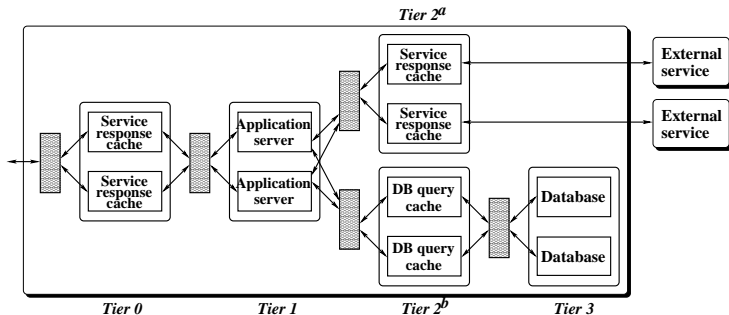 Tier 2a
Service
response
cache
Service
response
cache
External
service
External
service
Service
response
cache
Service
response
cache
Application
server
Application
server
DB query
cache
DB query
cache
Database
Database
Tier 0
Tier 1
Tier 2b
Tier 3